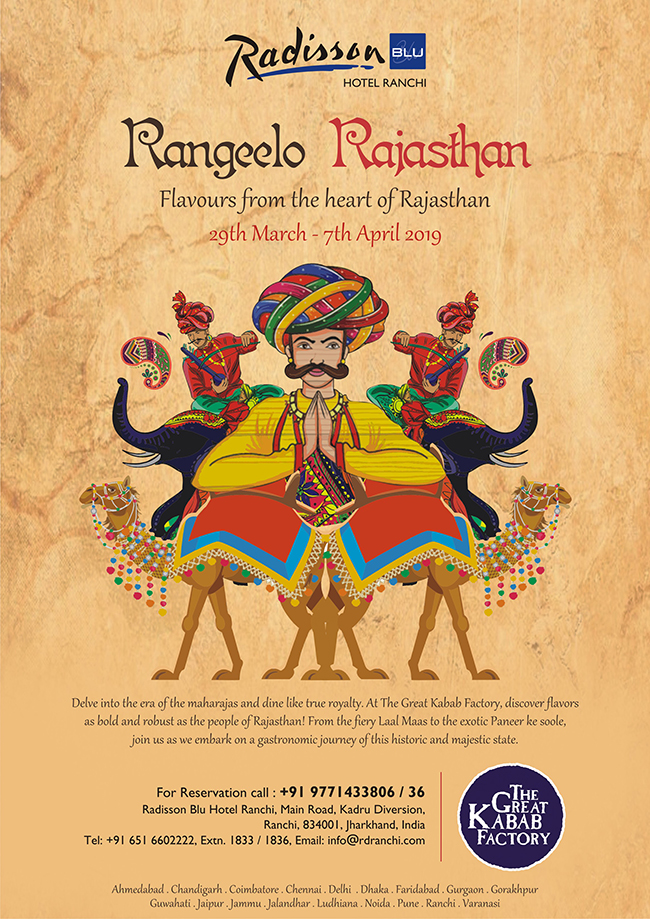 Radisson BLU
HOTEL RANCHI
Rangeelo Rajasthan
Flavours from the heart of Rajasthan
29th March - 7th April 2019
Delve into the era of the maharajas and dine like true royalty. At The Great Kabab Factory, discover flavors
as bold and robust as the people of Rajasthan! From the fiery Laal Maas to the exotic Paneer ke soole,
join us as we embark on a gastronomic journey of this historic and majestic state.
For Reservation call : +91 9771433806 / 36
Radisson Blu Hotel Ranchi, Main Road, Kadru Diversion,
Ranchi, 834001, Jharkhand, India
Tel: +91 651 6602222, Extn. 1833 / 1836, Email: info@rdranchi.com
THE
GREAT
KABAB
FACTORY
Ahmedabad . Chandigarh . Coimbatore . Chennai . Delhi . Dhaka . Faridabad . Gurgaon . Gorakhpur
Guwahati . Jaipur . Jammu . Jalandhar . Ludhiana . Noida . Pune . Ranchi . Varanasi